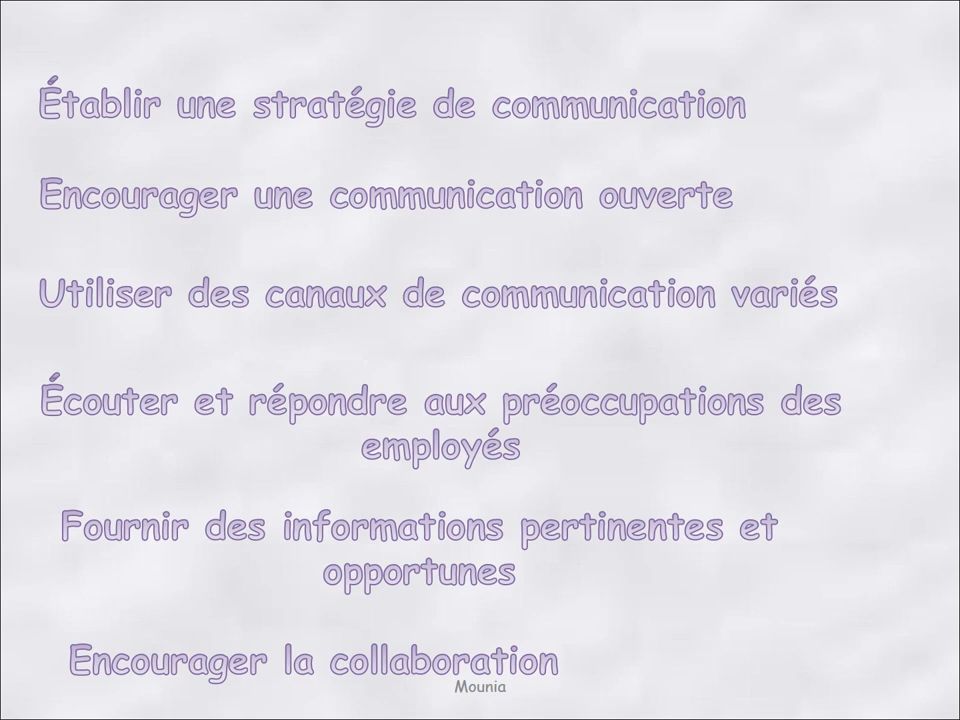 Établir une stratégie de communication
Encourager une communication ouverte
Utiliser des canaux de communication variés
Écouter et répondre aux préoccupations des
employés
Fournir des informations pertinentes et
opportunes
Encourager la collaboration
Mounia